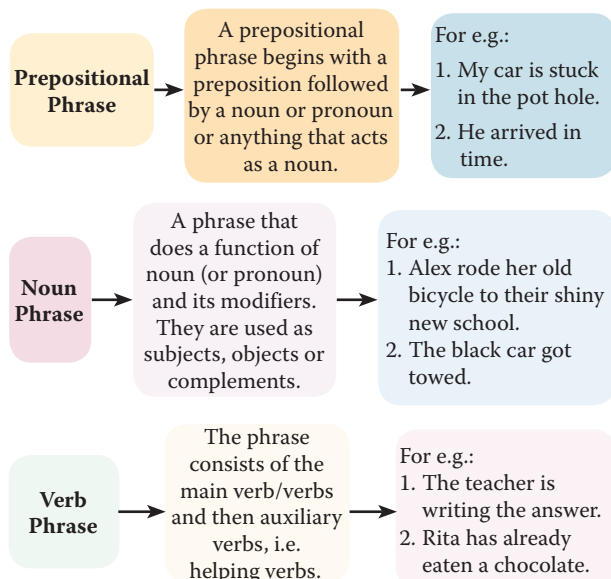 Prepositional
Phrase
A prepositional
phrase begins with a
preposition followed
by a noun or pronoun
or anything that acts
as a noun.
For e.g.:
1. My car is stuck
in the pot hole.
2. He arrived in
time.
Noun
Phrase
A phrase that
does a function of
noun (or pronoun)
and its modifiers.
They are used as
subjects, objects or
complements.
For e.g.:
1. Alex rode her old
bicycle to their shiny
new school.
2. The black car got
towed.
Verb
Phrase
The phrase
consists of the
main verb/verbs
and then auxiliary
verbs, i.e.
helping verbs.
For e.g.:
1. The teacher is
writing the answer.
2. Rita has already
eaten a chocolate.